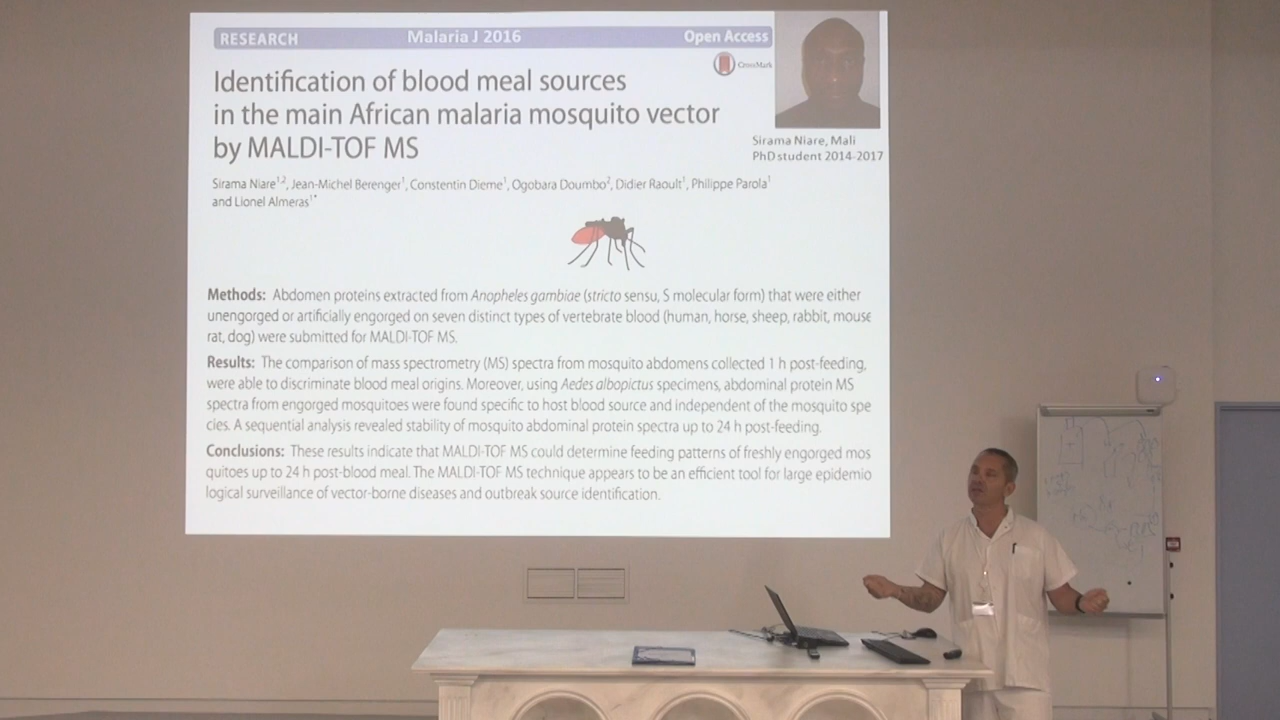 RESEARCH Malaria J 2016 Open Access
CrossMark
Identification of blood meal sources
in the main African malaria mosquito vector
by MALDI-TOF MS
Sirama Niare, Mali
PhD student 2014-2017
Sirama Niare1,2, Jean-Michel Berenger1, Constentin Dieme1, Ogobara Doumbo2, Didier Raoult1, Philippe Parola1
and Lionel Almeras1*
Methods: Abdomen proteins extracted from Anopheles gambiae (stricto sensu, S molecular form) that were either
unengorged or artificially engorged on seven distinct types of vertebrate blood (human, horse, sheep, rabbit, mouse
rat, dog) were submitted for MALDI-TOF MS.
Results: The comparison of mass spectrometry (MS) spectra from mosquito abdomens collected 1 h post-feeding,
were able to discriminate blood meal origins. Moreover, using Aedes albopictus specimens, abdominal protein MS
spectra from engorged mosquitoes were found specific to host blood source and independent of the mosquito spe
cies. A sequential analysis revealed stability of mosquito abdominal protein spectra up to 24 h post-feeding.
Conclusions: These results indicate that MALDI-TOF MS could determine feeding patterns of freshly engorged mos
quitoes up to 24 h post-blood meal. The MALDI-TOF MS technique appears to be an efficient tool for large epidemio
logical surveillance of vector-borne diseases and outbreak source identification.